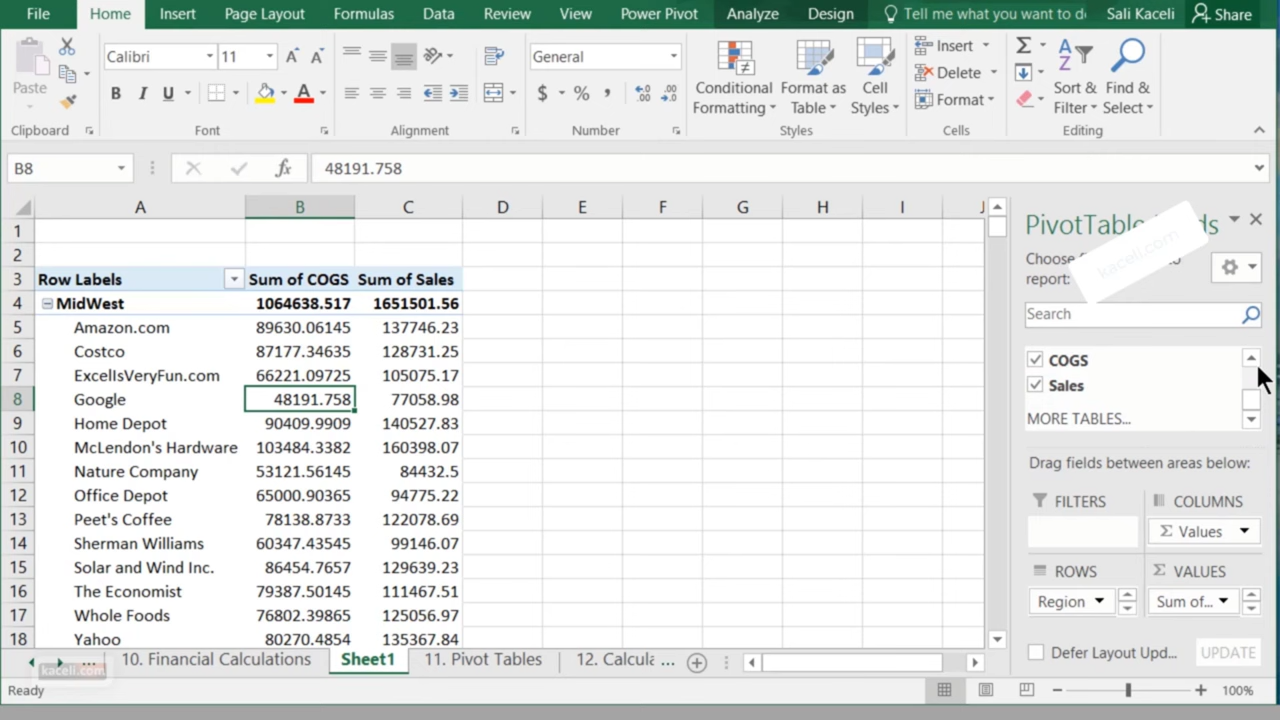 File Home Insert Page Layout Formulas Data Review View Power Pivot Analyze Design Tell me what you want to do Sali Kaceli Share
Calibri 11 General Insert
Paste B I U A $ % , Conditional Format as Cell Delete Sort & Find &
Formatting Table Styles Format Filter Select
Clipboard Font Alignment Number Styles Cells Editing
B8 fx 48191.758
A B C D E F G H I J
1
2
3 Row Labels Sum of COGS Sum of Sales
4 MidWest 1064638.517 1651501.56
5 Amazon.com 89630.06145 137746.23
6 Costco 87177.34635 128731.25
7 ExcelIsVeryFun.com 66221.09725 105075.17
8 Google 48191.758 77058.98
9 Home Depot 90409.9909 140527.83
10 McLendon's Hardware 103484.3382 160398.07
11 Nature Company 53121.56145 84432.5
12 Office Depot 65000.90365 94775.22
13 Peet's Coffee 78138.8733 122078.69
14 Sherman Williams 60347.43545 99146.07
15 Solar and Wind Inc. 86454.7657 129639.23
16 The Economist 79387.50145 111467.51
17 Whole Foods 76802.39865 125056.97
18 Yahoo 80270.4854 135367.84
kaceli.com
report:
Search
COGS
Sales
MORE TABLES...
Drag fields between areas below:
FILTERS COLUMNS
Σ Values
ROWS Σ VALUES
Region Sum of...
Defer Layout Upd... UPDATE
... 10. Financial Calculations Sheet1 11. Pivot Tables 12. Calcula ...
kaceli.com
Ready 100%